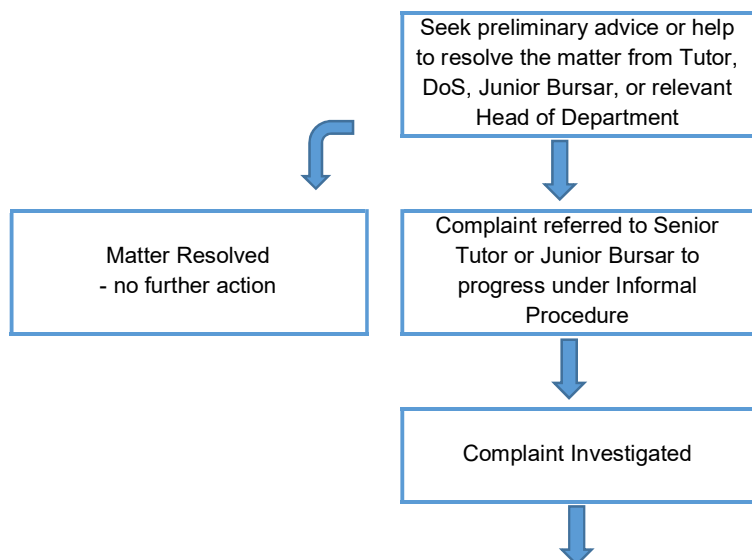 Seek preliminary advice or help
to resolve the matter from Tutor,
DoS, Junior Bursar, or relevant
Head of Department
Matter Resolved
- no further action
Complaint referred to Senior
Tutor or Junior Bursar to
progress under Informal
Procedure
Complaint Investigated